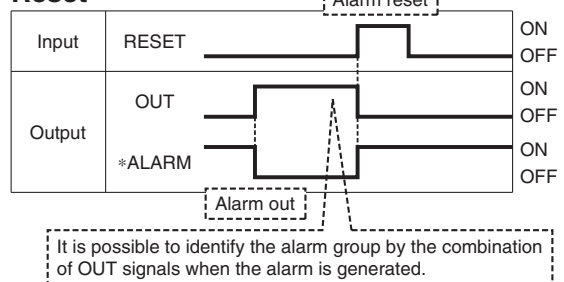 Reset
Alarm reset
Input RESET ON
OFF
Output OUT ON
OFF
*ALARM ON
OFF
Alarm out
It is possible to identify the alarm group by the combination
of OUT signals when the alarm is generated.